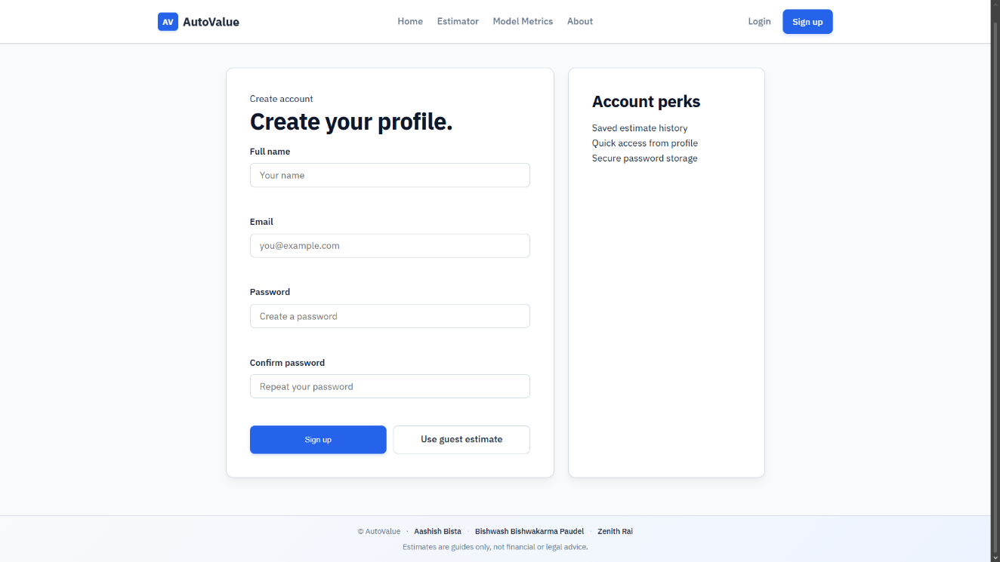 AV AutoValue Home Estimator Model Metrics About Login Sign up
Create account
Create your profile.
Full name
Your name
Email
you@example.com
Password
Create a password
Confirm password
Repeat your password
Sign up Use guest estimate
Account perks
Saved estimate history
Quick access from profile
Secure password storage
© AutoValue · Aashish Bista · Bishwash Bishwakarma Paudel · Zenith Rai
Estimates are guides only, not financial or legal advice.